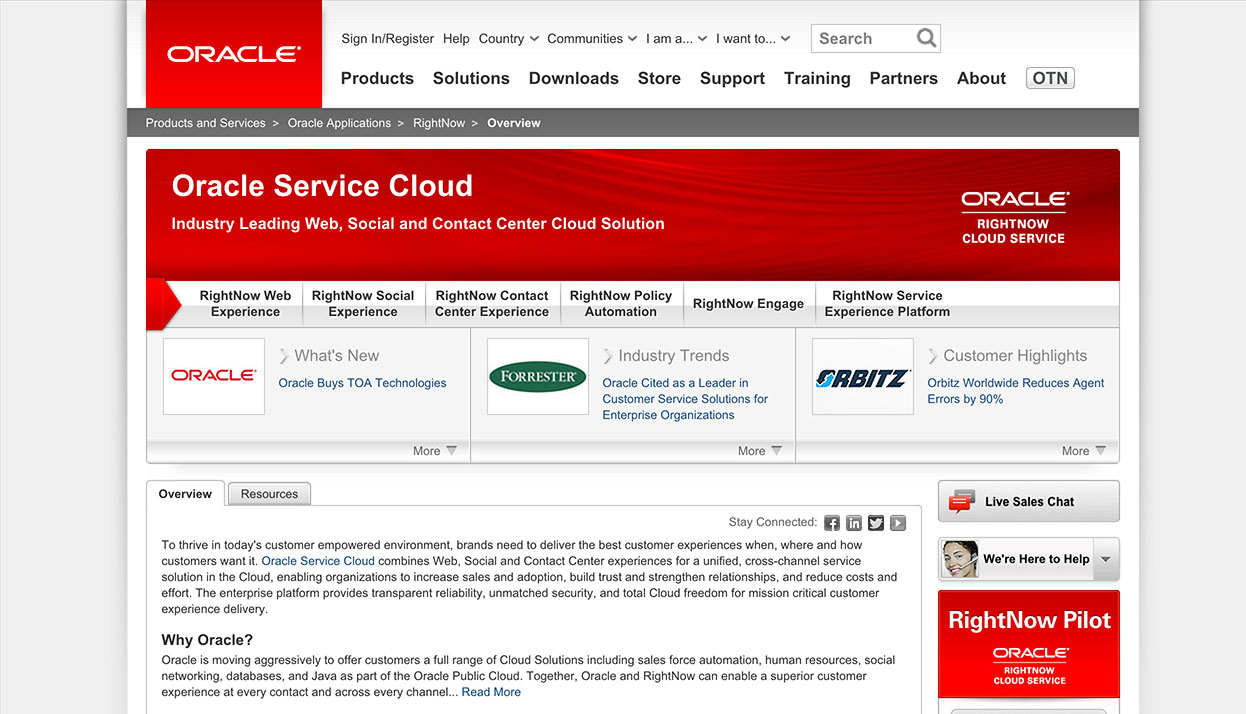 ORACLE
Sign In/Register Help Country Communities I am a... I want to... Search
Products Solutions Downloads Store Support Training Partners About OTN
Products and Services > Oracle Applications > RightNow > Overview
Oracle Service Cloud
Industry Leading Web, Social and Contact Center Cloud Solution
ORACLE
RIGHTNOW
CLOUD SERVICE
RightNow Web
Experience
RightNow Social
Experience
RightNow Contact
Center Experience
RightNow Policy
Automation
RightNow Engage
RightNow Service
Experience Platform
ORACLE
What's New
Oracle Buys TOA Technologies
More
FORRESTER
Industry Trends
Oracle Cited as a Leader in
Customer Service Solutions for
Enterprise Organizations
More
ORBITZ
Customer Highlights
Orbitz Worldwide Reduces Agent
Errors by 90%
More
Overview Resources
Stay Connected:
To thrive in today's customer empowered environment, brands need to deliver the best customer experiences when, where and how
customers want it. Oracle Service Cloud combines Web, Social and Contact Center experiences for a unified, cross-channel service
solution in the Cloud, enabling organizations to increase sales and adoption, build trust and strengthen relationships, and reduce costs and
effort. The enterprise platform provides transparent reliability, unmatched security, and total Cloud freedom for mission critical customer
experience delivery.
Why Oracle?
Oracle is moving aggressively to offer customers a full range of Cloud Solutions including sales force automation, human resources, social
networking, databases, and Java as part of the Oracle Public Cloud. Together, Oracle and RightNow can enable a superior customer
experience at every contact and across every channel... Read More
Live Sales Chat
We're Here to Help
RightNow Pilot
ORACLE
RIGHTNOW
CLOUD SERVICE